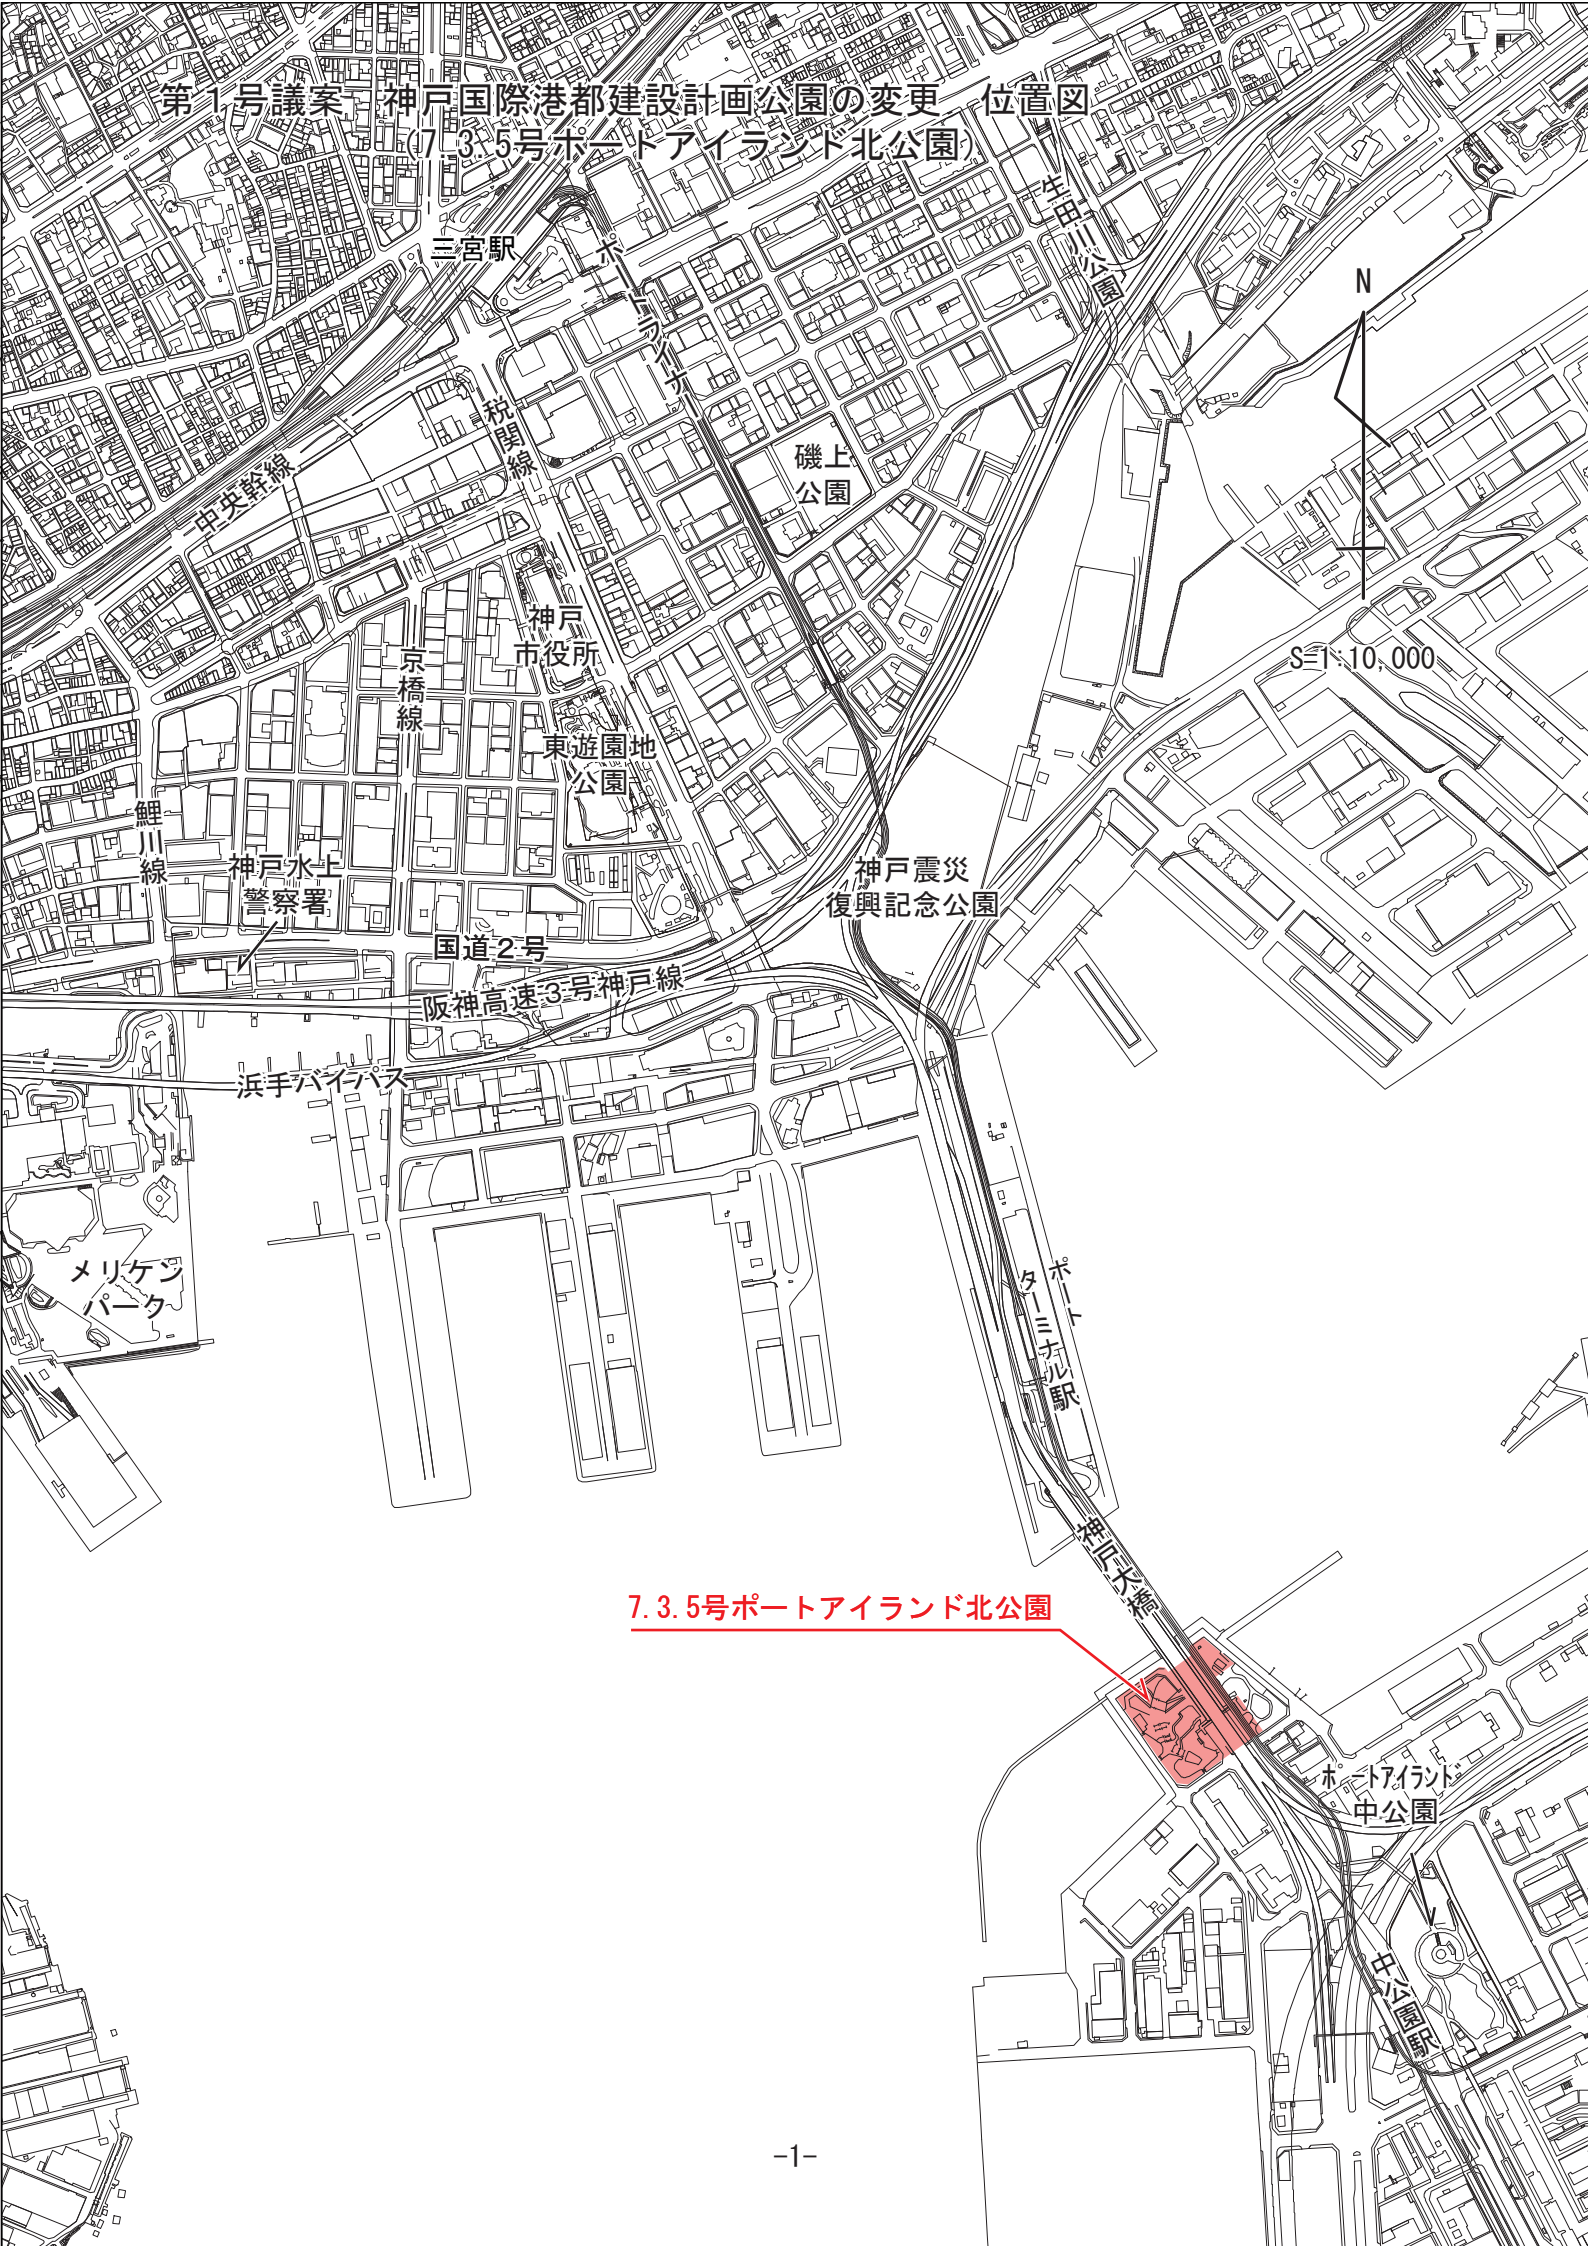 第1号議案　神戸国際港都建設計画公園の変更　位置図
(7.3.5号ポートアイランド北公園)
生田川公園
三宮駅
ポートライナー
N
税関線
磯上
公園
中央幹線
神戸
市役所
京橋線
S=1:10,000
東遊園地
公園
鯉川線
神戸水上
警察署
神戸震災
復興記念公園
国道2号
阪神高速3号神戸線
浜手バイパス
メリケン
パーク
ポート
ターミナル駅
神戸大橋
7.3.5号ポートアイランド北公園
ポートアイランド
中公園
中公園駅
-1-